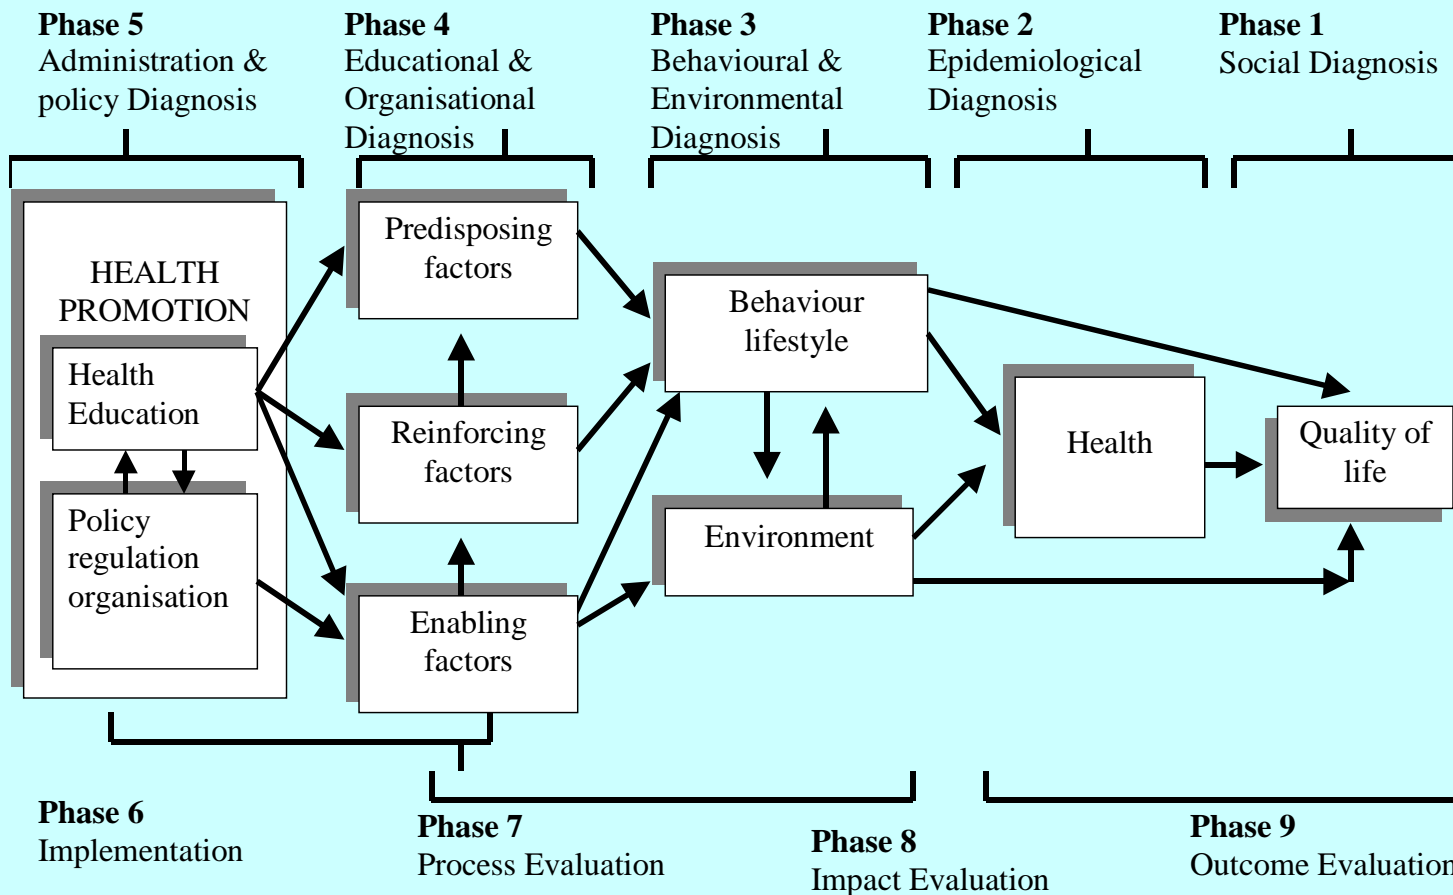 Phase 5
Administration &
policy Diagnosis
Phase 4
Educational &
Organisational
Diagnosis
Phase 3
Behavioural &
Environmental
Diagnosis
Phase 2
Epidemiological
Diagnosis
Phase 1
Social Diagnosis
HEALTH
PROMOTION
Health
Education
Policy
regulation
organisation
Predisposing
factors
Reinforcing
factors
Enabling
factors
Behaviour
lifestyle
Environment
Health
Quality of
life
Phase 6
Implementation
Phase 7
Process Evaluation
Phase 8
Impact Evaluation
Phase 9
Outcome Evaluation